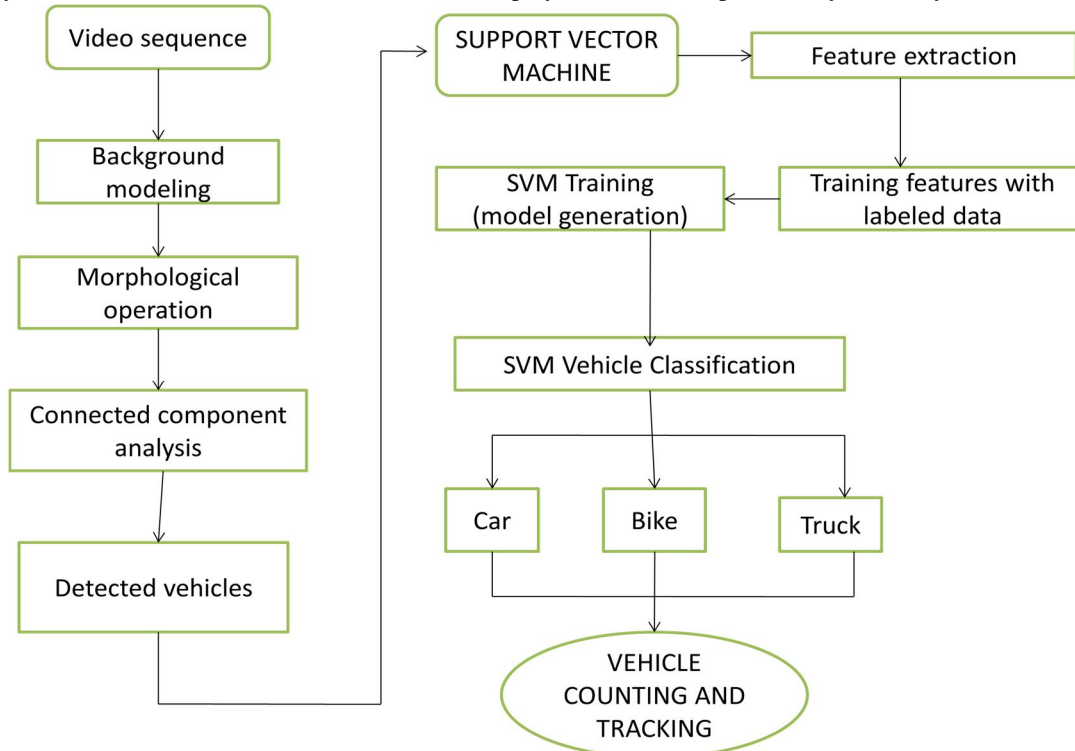 Video sequence
Background
modeling
Morphological
operation
Connected component
analysis
Detected vehicles
SUPPORT VECTOR
MACHINE
Feature extraction
Training features with
labeled data
SVM Training
(model generation)
SVM Vehicle Classification
Car
Bike
Truck
VEHICLE
COUNTING AND
TRACKING